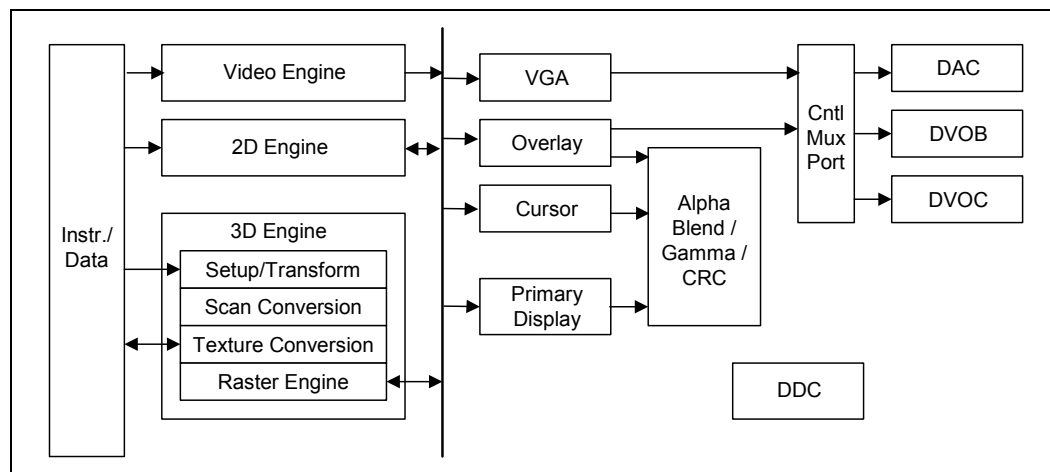 Instr./
Data
Video Engine
2D Engine
3D Engine
Setup/Transform
Scan Conversion
Texture Conversion
Raster Engine
VGA
Overlay
Cursor
Primary
Display
Alpha
Blend /
Gamma /
CRC
Cntl
Mux
Port
DAC
DVOB
DVOC
DDC